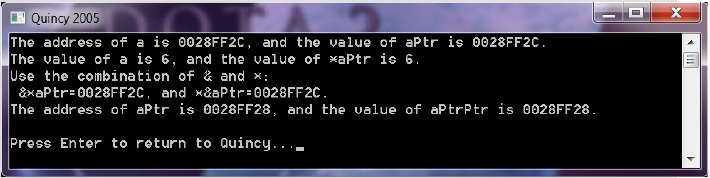 Quincy 2005
The address of a is 0028FF2C, and the value of aPtr is 0028FF2C.
The value of a is 6, and the value of *aPtr is 6.
Use the combination of & and *:
 &*aPtr=0028FF2C, and *&aPtr=0028FF2C.
The address of aPtr is 0028FF28, and the value of aPtrPtr is 0028FF28.
Press Enter to return to Quincy..._